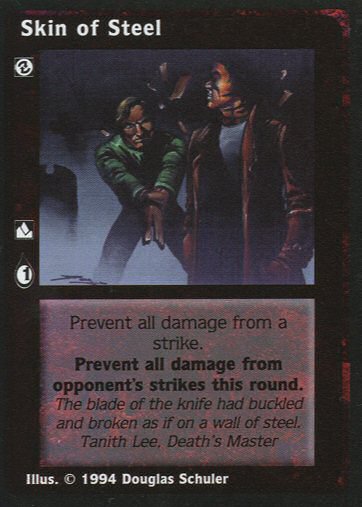 Skin of Steel
1
Prevent all damage from a
strike.
Prevent all damage from
opponent's strikes this round.
The blade of the knife had buckled
and broken as if on a wall of steel.
Tanith Lee, Death's Master
Illus. © 1994 Douglas Schuler